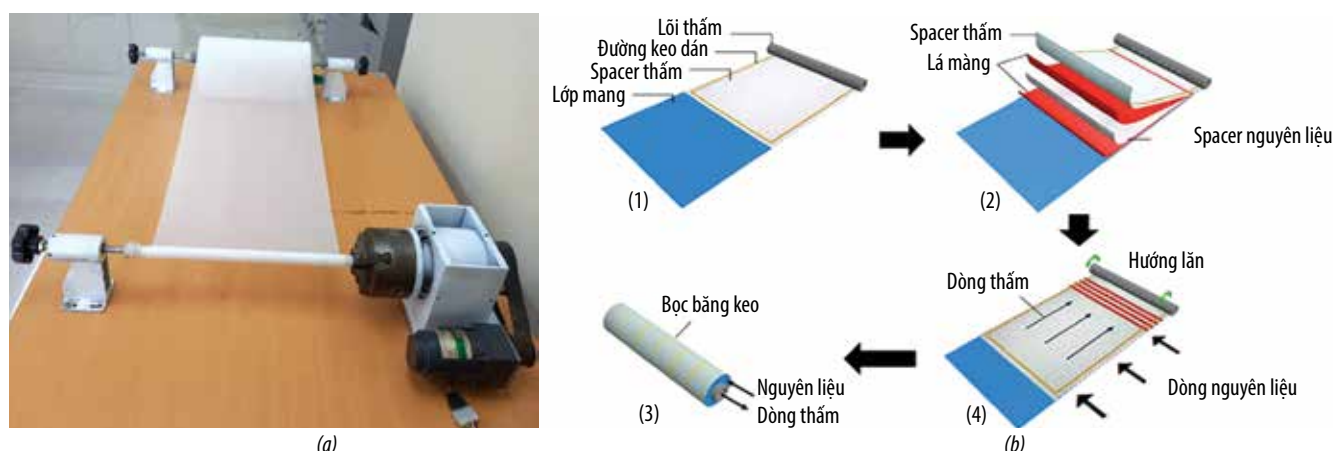 Lõi thấm
Đường keo dán
Spacer thấm
Lớp mang
(1)
Spacer thấm
Lá màng
Spacer nguyên liệu
(2)
Bọc băng keo
Nguyên liệu
Dòng thấm
(3)
Hướng lăn
Dòng thấm
Dòng nguyên liệu
(4)
(a)
(b)